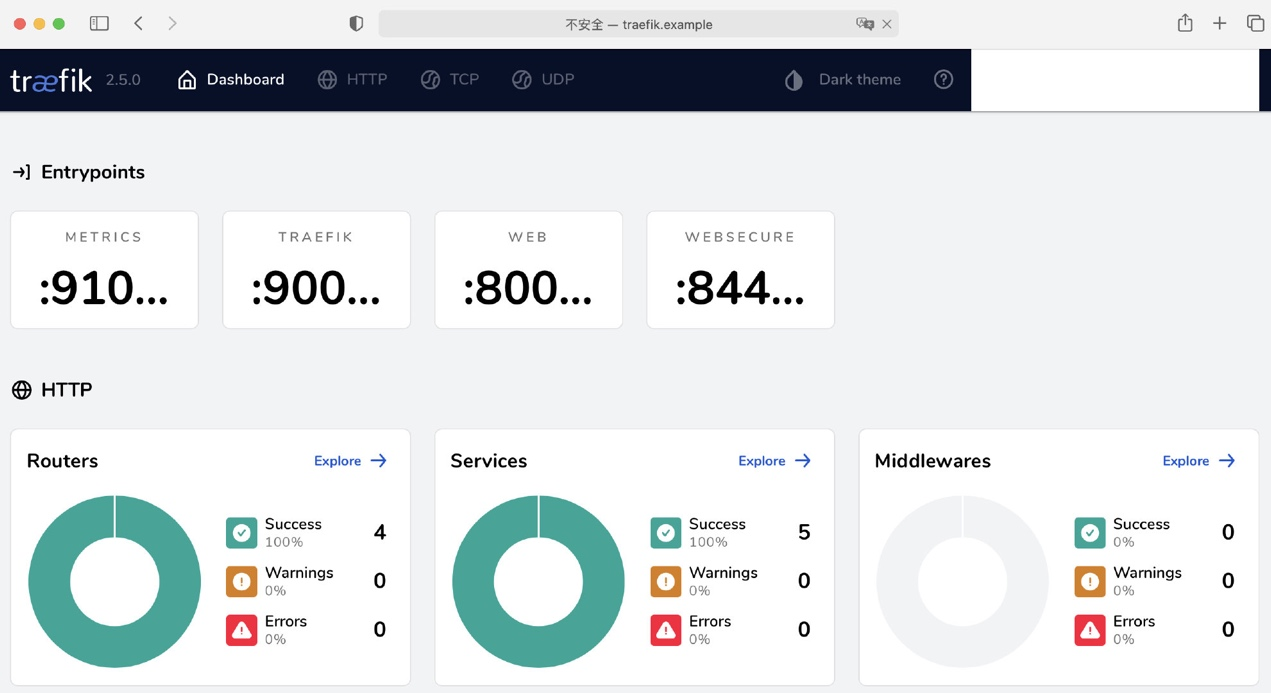 不安全 — traefik.example
træfik 2.5.0 Dashboard HTTP TCP UDP Dark theme
Entrypoints
METRICS
:910...
TRAEFIK
:900...
WEB
:800...
WEBSECURE
:844...
HTTP
Routers Explore
Success 4
100%
Warnings 0
0%
Errors 0
0%
Services Explore
Success 5
100%
Warnings 0
0%
Errors 0
0%
Middlewares Explore
Success 0
0%
Warnings 0
0%
Errors 0
0%